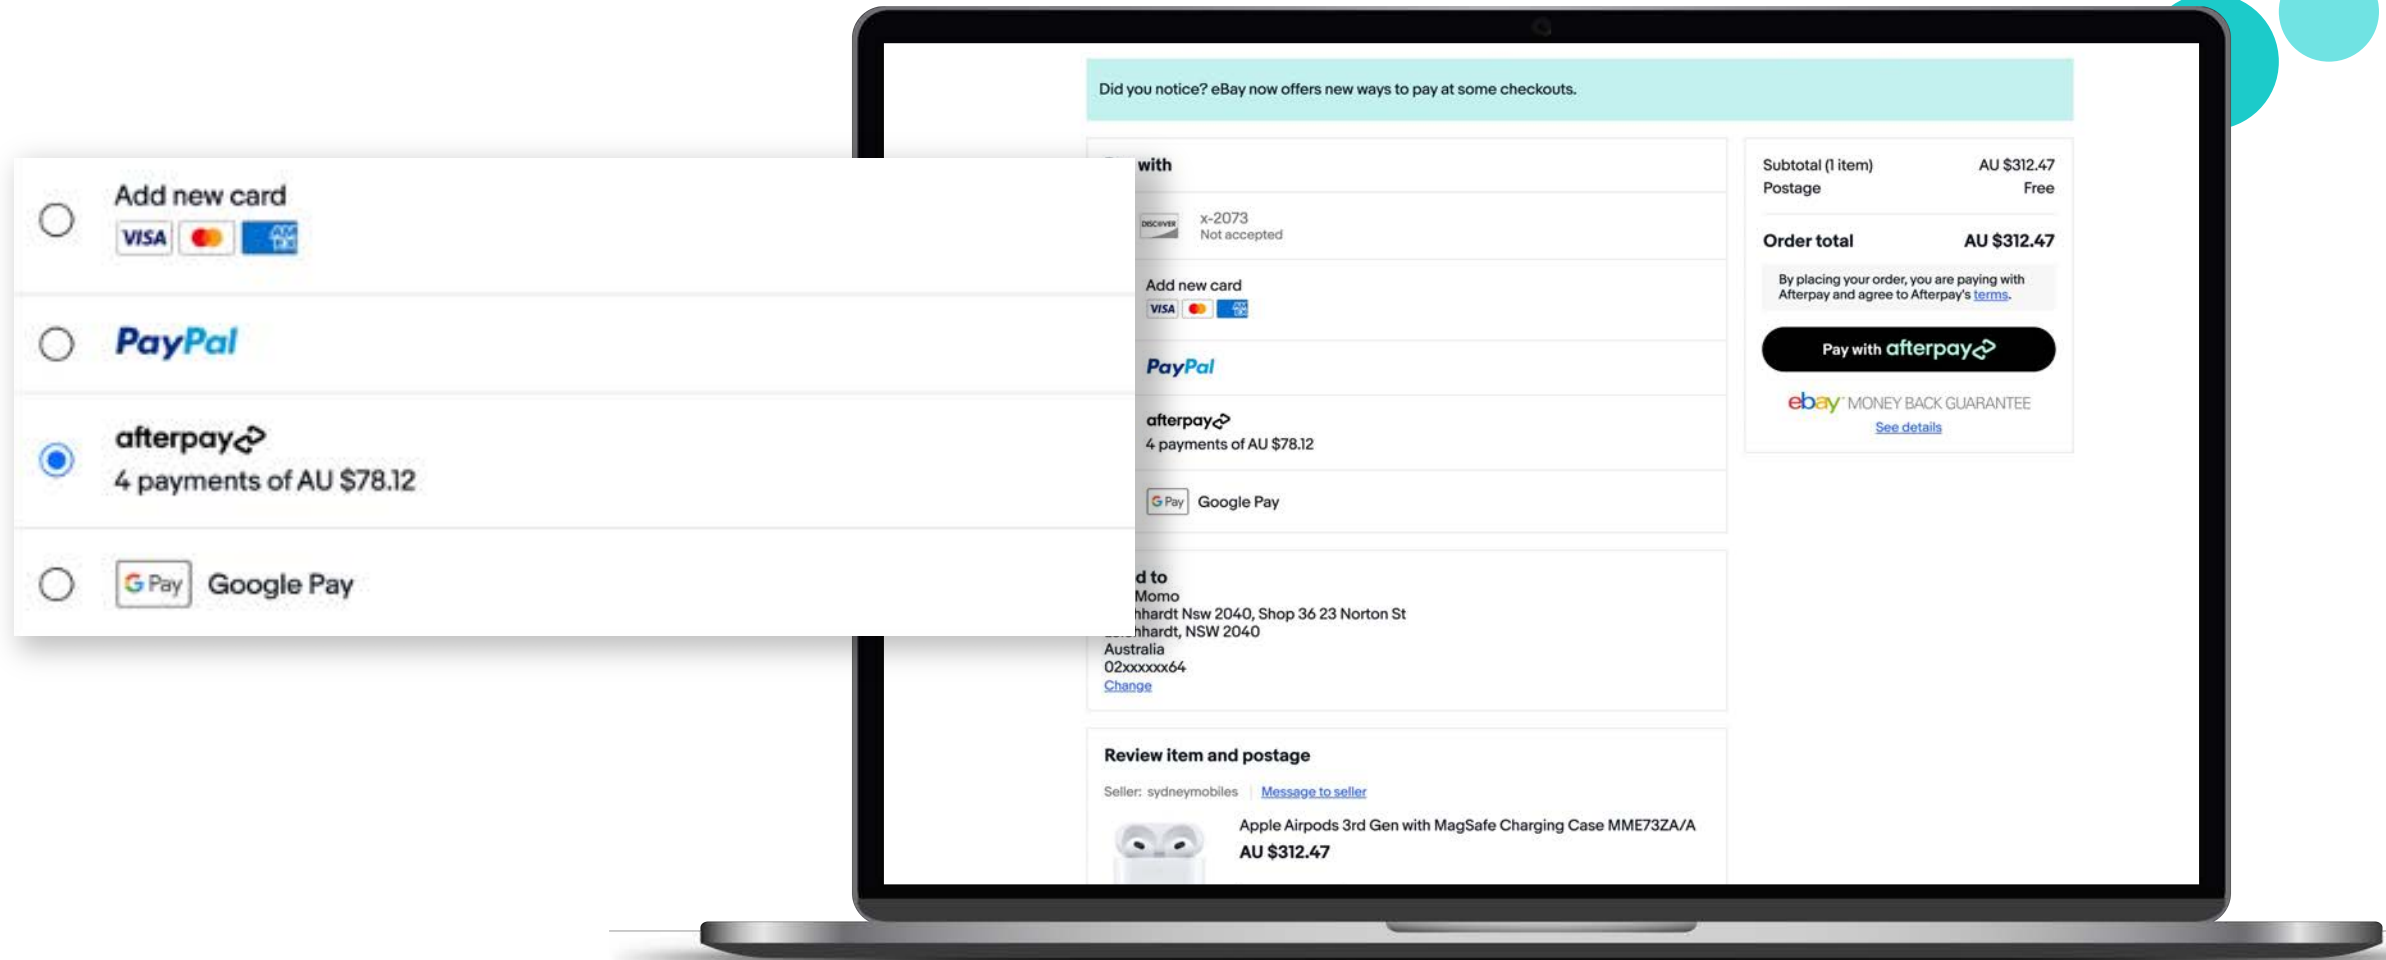 Add new card
VISA
AM
EX
PayPal
afterpay
4 payments of AU $78.12
G Pay Google Pay
Did you notice? eBay now offers new ways to pay at some checkouts.
with
DISCOVER
x-2073
Not accepted
Add new card
VISA
PayPal
afterpay
4 payments of AU $78.12
G Pay Google Pay
d to
Momo
hardt Nsw 2040, Shop 36 23 Norton St
hhardt, NSW 2040
Australia
02xxxxxx64
Change
Review item and postage
Seller: sydneymobiles | Message to seller
Apple Airpods 3rd Gen with MagSafe Charging Case MME73ZA/A
AU $312.47
Subtotal (1 item) AU $312.47
Postage Free
Order total AU $312.47
By placing your order, you are paying with
Afterpay and agree to Afterpay's terms.
Pay with afterpay
ebay MONEY BACK GUARANTEE
See details